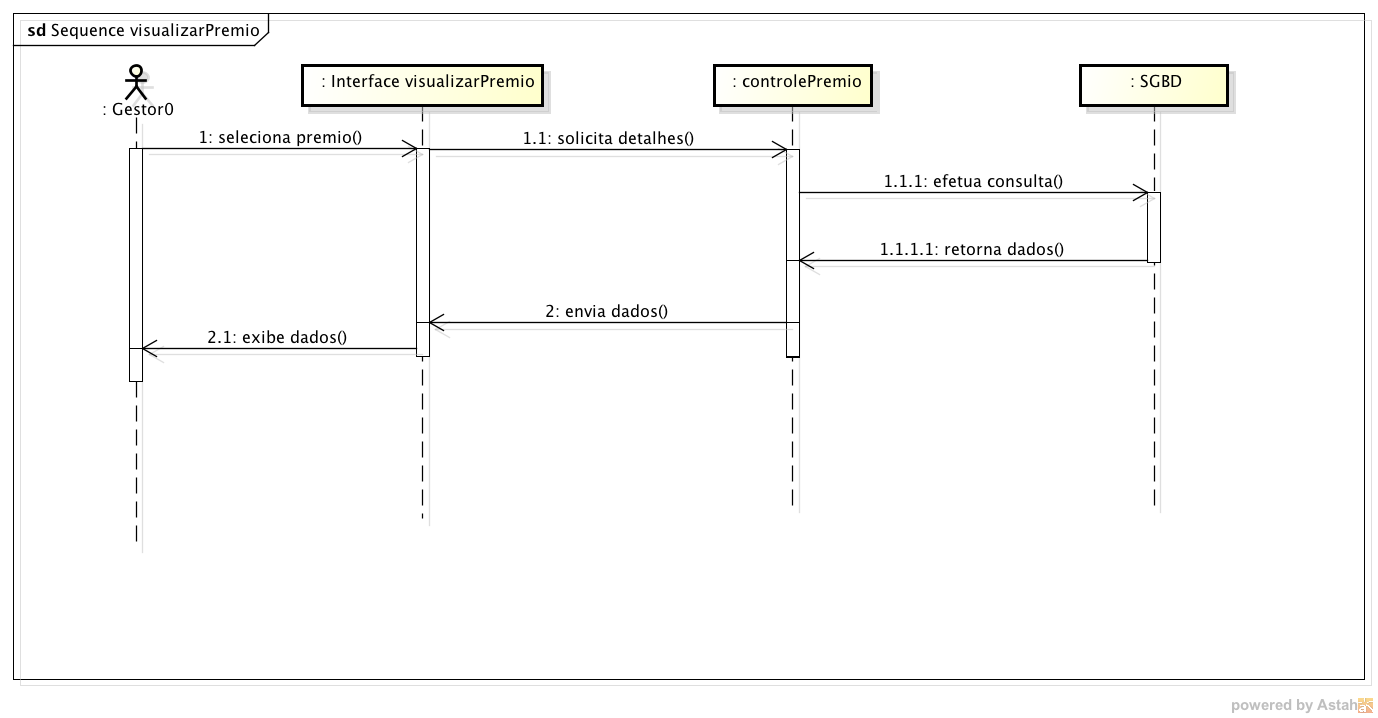 sd Sequence visualizarPremio
: Gestor0
: Interface visualizarPremio
: controlePremio
: SGBD
1: seleciona premio()
1.1: solicita detalhes()
1.1.1: efetua consulta()
1.1.1.1: retorna dados()
2: envia dados()
2.1: exibe dados()
powered by Astah